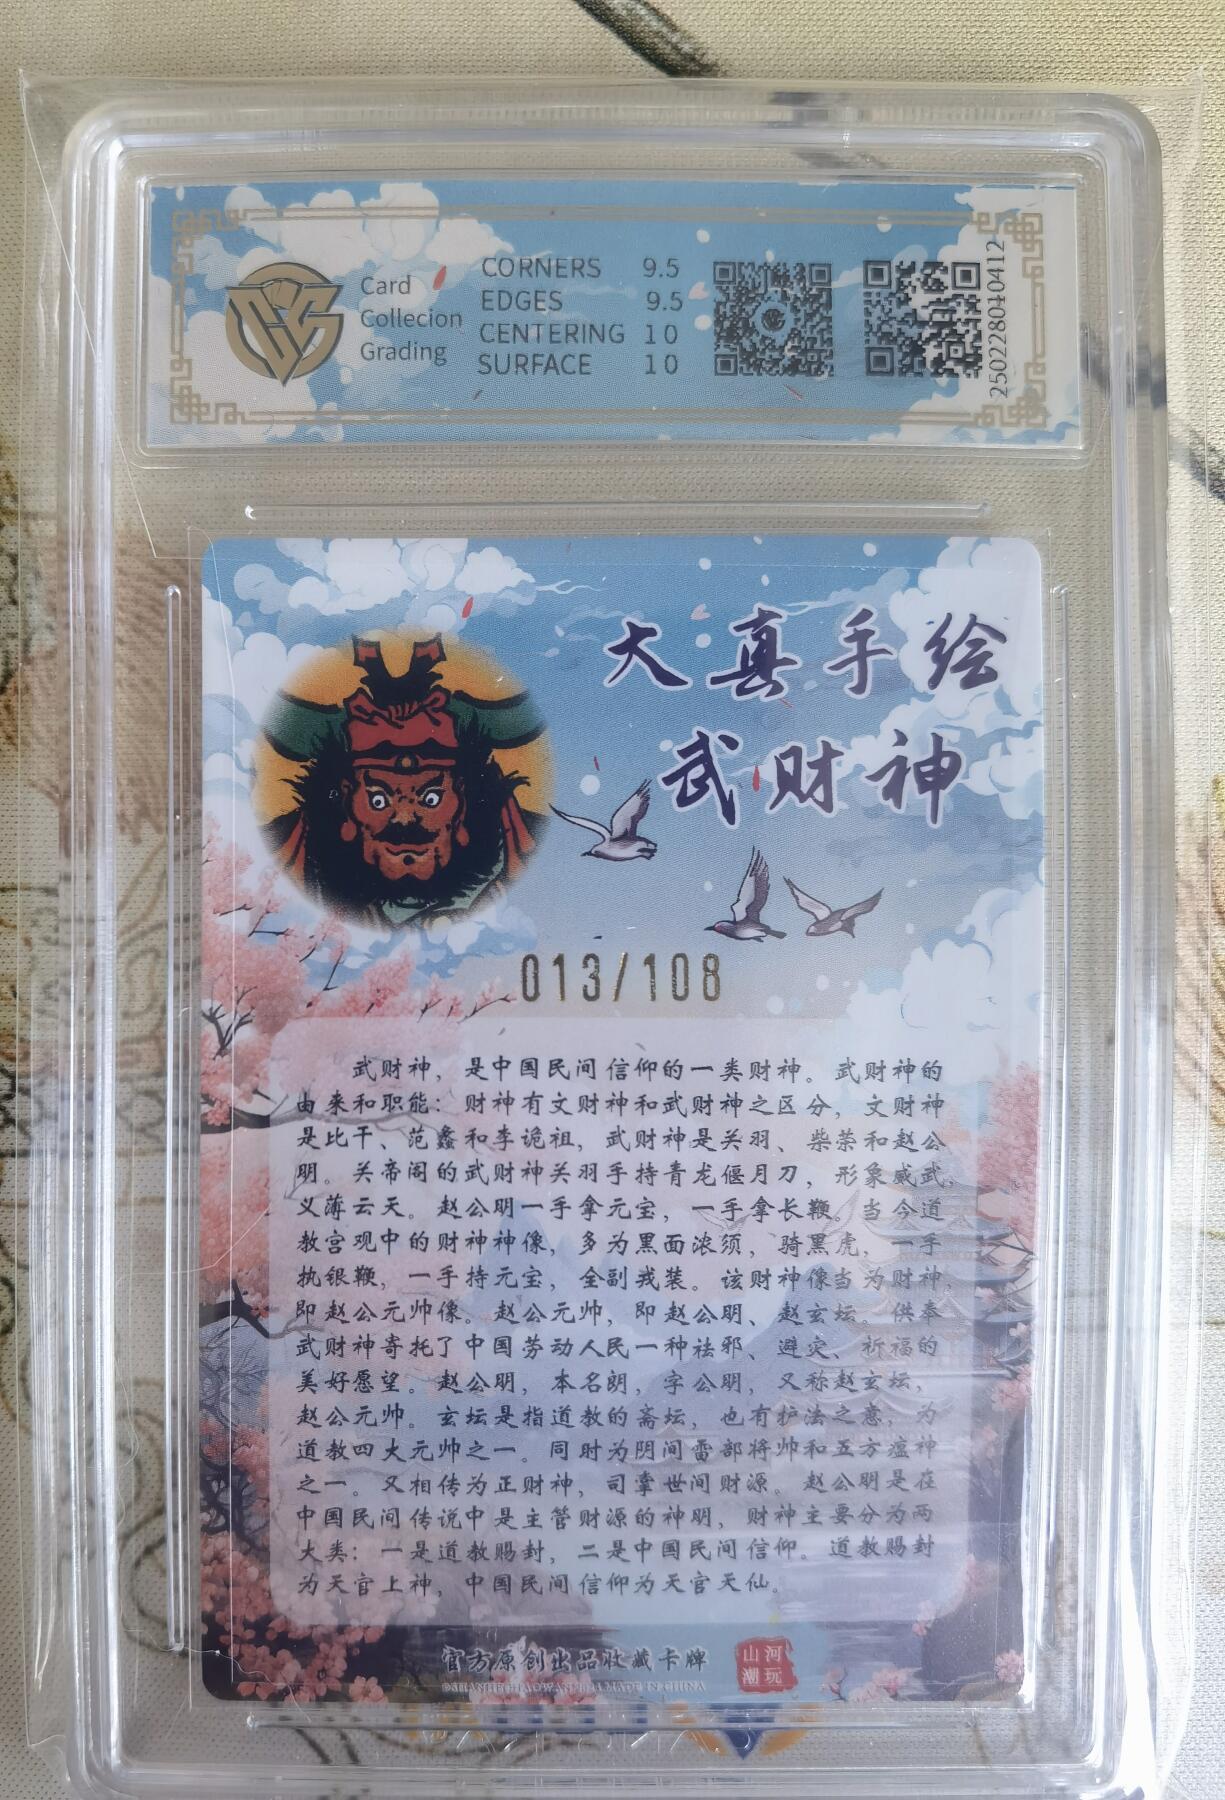 Card
Collecion
Grading
CORNERS 9.5
EDGES 9.5
CENTERING 10
SURFACE 10
2502280410412
大真手绘
武财神
013/108
武财神，是中国民间信仰的一类财神。武财神的
由来和职能：财神有文财神和武财神之区分，文财神
是比干、范蠡和李诡祖，武财神是关羽、柴荣和赵公
明。关帝阁的武财神关羽手持青龙偃月刀，形象威武，
义薄云天。赵公明一手拿元宝，一手拿长鞭。当今道
教宫观中的财神神像，多为黑面浓须，骑黑虎，一手
执银鞭，一手持元宝，全副戎装。该财神像当为财神，
即赵公元帅像。赵公元帅，即赵公明、赵玄坛。供奉
武财神寄托了中国劳动人民一种祛邪、避灾、祈福的
美好愿望。赵公明，本名朗，字公明，又称赵玄坛，
赵公元帅。玄坛是指道教的斋坛，也有护法之意，为
道教四大元帅之一。同时为阴间雷部将帅和五方瘟神
之一。又相传为正财神，司掌世间财源。赵公明是在
中国民间传说中是主管财源的神明，财神主要分为两
大类：一是道教赐封，二是中国民间信仰。道教赐封
为天官上神，中国民间信仰为天官天仙。
官方原创出品收藏卡牌
山河
潮玩